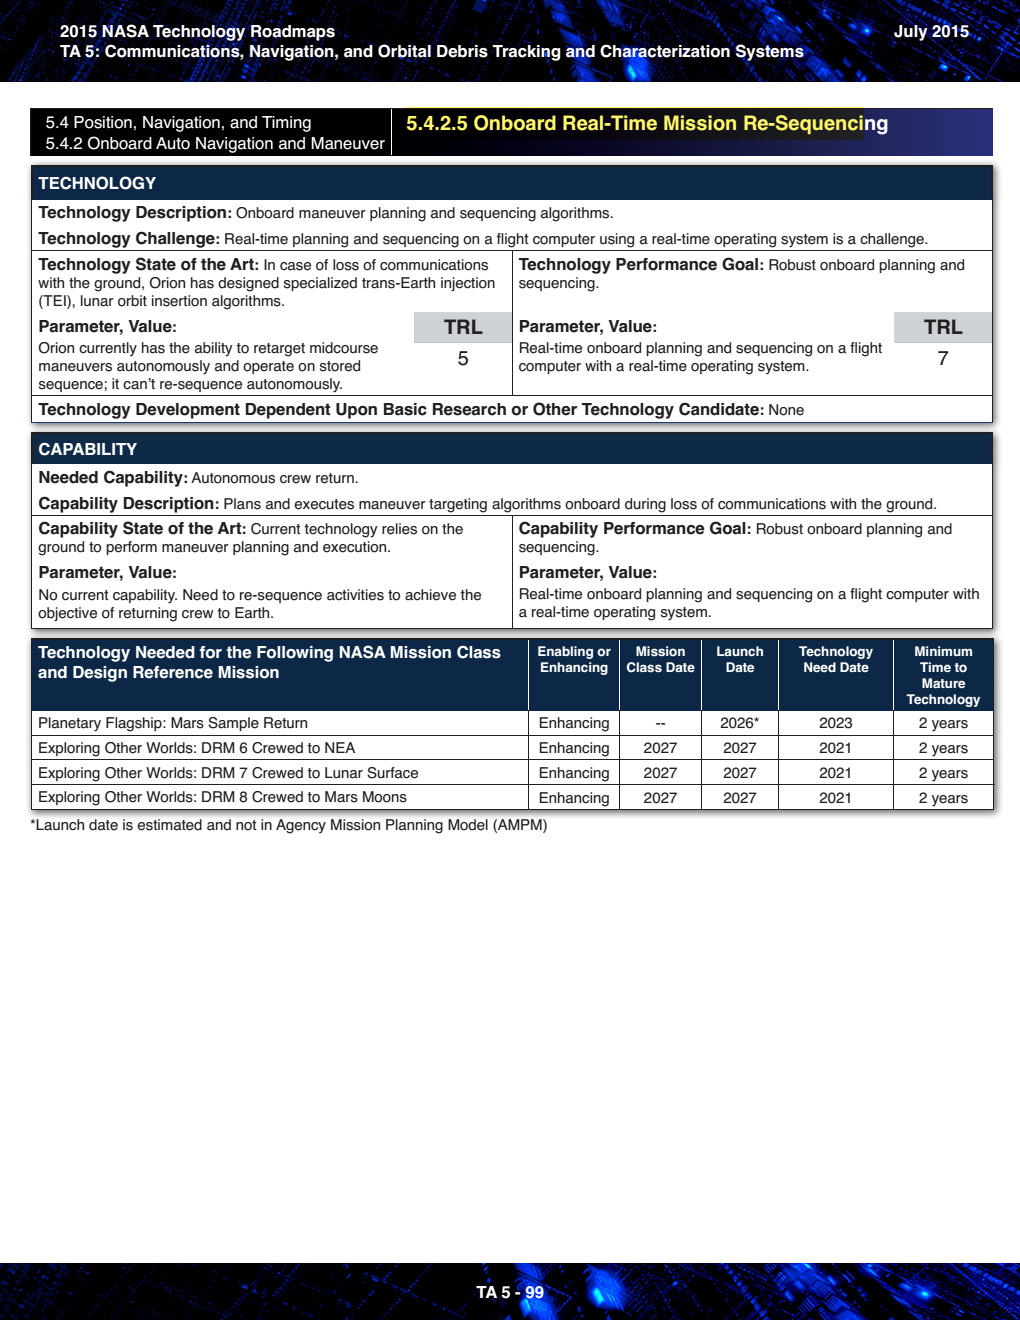 2015 NASA Technology Roadmaps
July 2015
TA 5: Communications, Navigation, and Orbital Debris Tracking and Characterization Systems
5.4 Position, Navigation, and Timing
5.4.2 Onboard Auto Navigation and Maneuver
5.4.2.5 Onboard Real-Time Mission Re-Sequencing
TECHNOLOGY
Technology Description: Onboard maneuver planning and sequencing algorithms.
Technology Challenge: Real-time planning and sequencing on a flight computer using a real-time operating system is a challenge.
Technology State of the Art: In case of loss of communications
with the ground, Orion has designed specialized trans-Earth injection
(TEI), lunar orbit insertion algorithms.
Parameter, Value:
Orion currently has the ability to retarget midcourse
maneuvers autonomously and operate on stored
sequence; it can't re-sequence autonomously.
TRL
5
Technology Performance Goal: Robust onboard planning and
sequencing.
Parameter, Value:
Real-time onboard planning and sequencing on a flight
computer with a real-time operating system.
TRL
7
Technology Development Dependent Upon Basic Research or Other Technology Candidate: None
CAPABILITY
Needed Capability: Autonomous crew return.
Capability Description: Plans and executes maneuver targeting algorithms onboard during loss of communications with the ground.
Capability State of the Art: Current technology relies on the
ground to perform maneuver planning and execution.
Parameter, Value:
No current capability. Need to re-sequence activities to achieve the
objective of returning crew to Earth.
Capability Performance Goal: Robust onboard planning and
sequencing.
Parameter, Value:
Real-time onboard planning and sequencing on a flight computer with
a real-time operating system.
Technology Needed for the Following NASA Mission Class
and Design Reference Mission
Enabling or
Enhancing
Mission
Class Date
Launch
Date
Technology
Need Date
Minimum
Time to
Mature
Technology
Planetary Flagship: Mars Sample Return Enhancing -- 2026* 2023 2 years
Exploring Other Worlds: DRM 6 Crewed to NEA Enhancing 2027 2027 2021 2 years
Exploring Other Worlds: DRM 7 Crewed to Lunar Surface Enhancing 2027 2027 2021 2 years
Exploring Other Worlds: DRM 8 Crewed to Mars Moons Enhancing 2027 2027 2021 2 years
*Launch date is estimated and not in Agency Mission Planning Model (AMPM)
TA 5 - 99